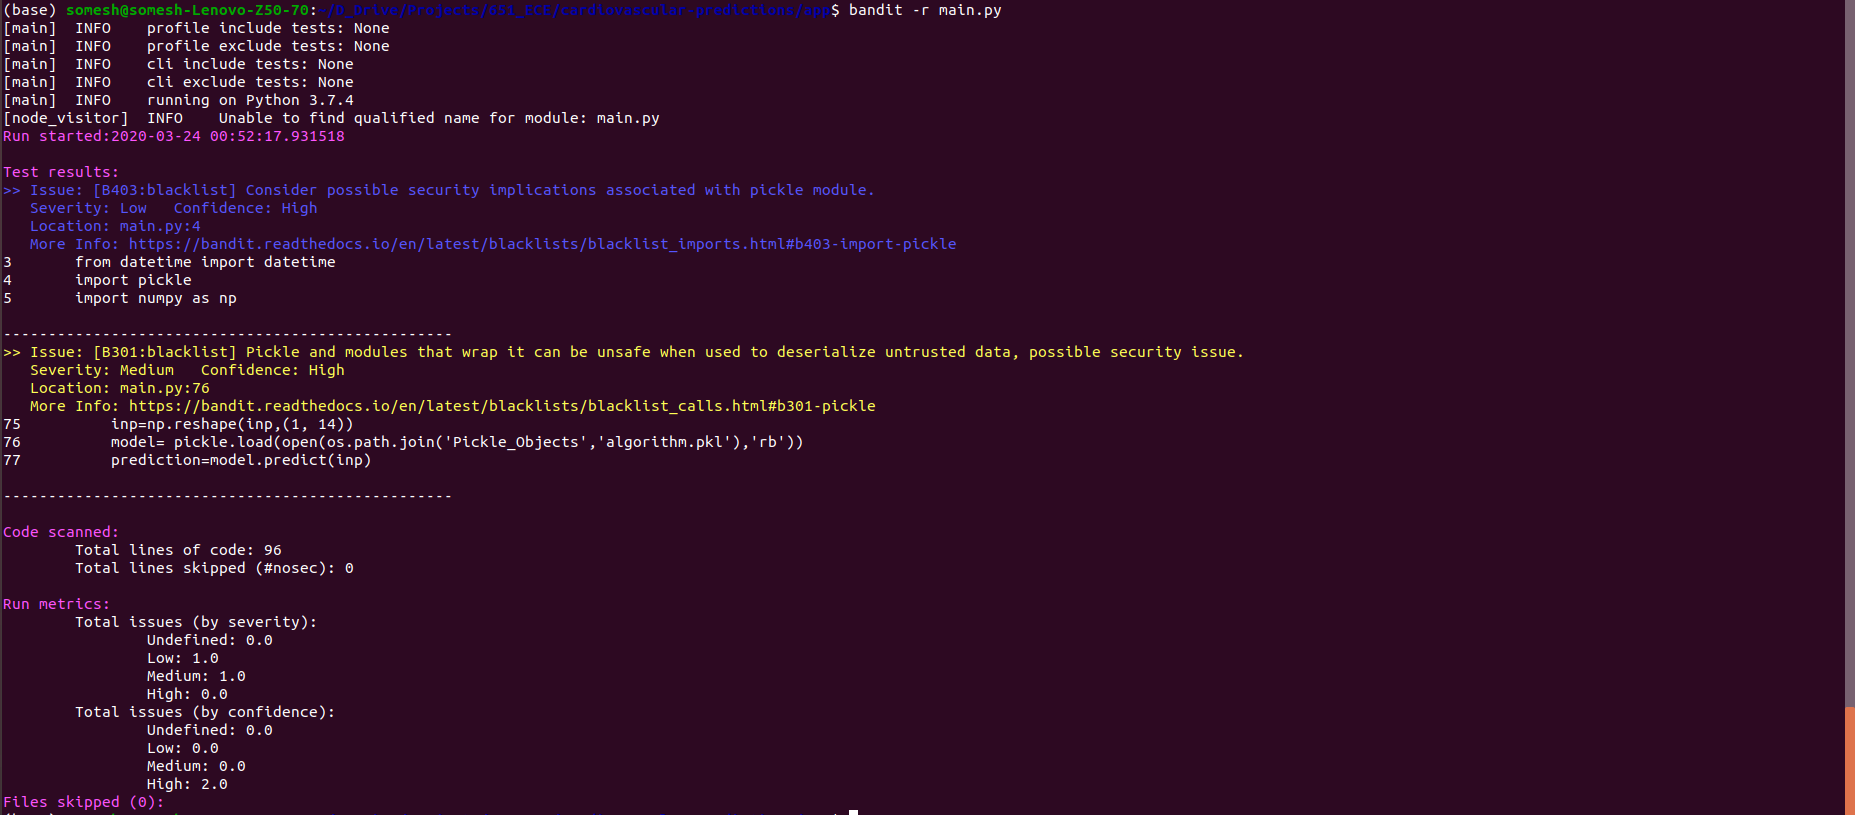 (base) somesh@somesh-Lenovo-Z50-70:~/D_Drive/Projects/651_ECE/cardiovascular-predictions/app$ bandit -r main.py
[main]  INFO    profile include tests: None
[main]  INFO    profile exclude tests: None
[main]  INFO    cli include tests: None
[main]  INFO    cli exclude tests: None
[main]  INFO    running on Python 3.7.4
[node_visitor]  INFO    Unable to find qualified name for module: main.py
Run started:2020-03-24 00:52:17.931518

Test results:
>> Issue: [B403:blacklist] Consider possible security implications associated with pickle module.
   Severity: Low   Confidence: High
   Location: main.py:4
   More Info: https://bandit.readthedocs.io/en/latest/blacklists/blacklist_imports.html#b403-import-pickle
3       from datetime import datetime
4       import pickle
5       import numpy as np

--------------------------------------------------
>> Issue: [B301:blacklist] Pickle and modules that wrap it can be unsafe when used to deserialize untrusted data, possible security issue.
   Severity: Medium   Confidence: High
   Location: main.py:76
   More Info: https://bandit.readthedocs.io/en/latest/blacklists/blacklist_calls.html#b301-pickle
75          inp=np.reshape(inp,(1, 14))
76          model= pickle.load(open(os.path.join('Pickle_Objects','algorithm.pkl'),'rb'))
77          prediction=model.predict(inp)

--------------------------------------------------

Code scanned:
        Total lines of code: 96
        Total lines skipped (#nosec): 0

Run metrics:
        Total issues (by severity):
                Undefined: 0.0
                Low: 1.0
                Medium: 1.0
                High: 0.0
        Total issues (by confidence):
                Undefined: 0.0
                Low: 0.0
                Medium: 0.0
                High: 2.0
Files skipped (0):